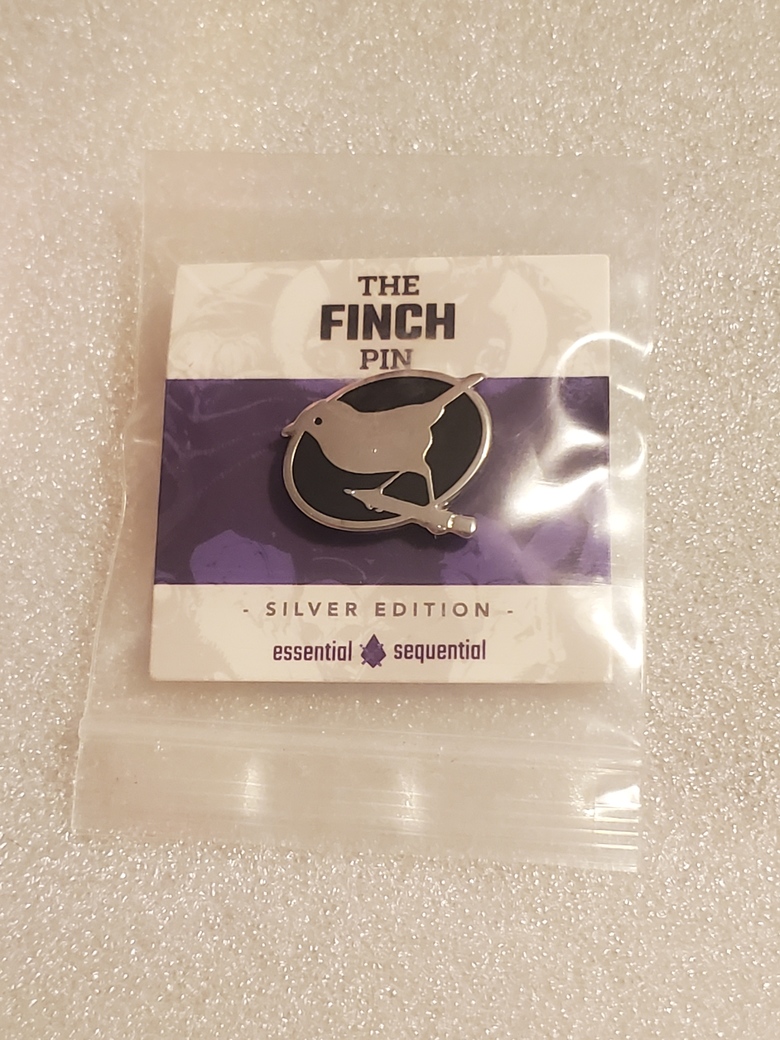 THE
FINCH
PIN
- SILVER EDITION -
essential sequential